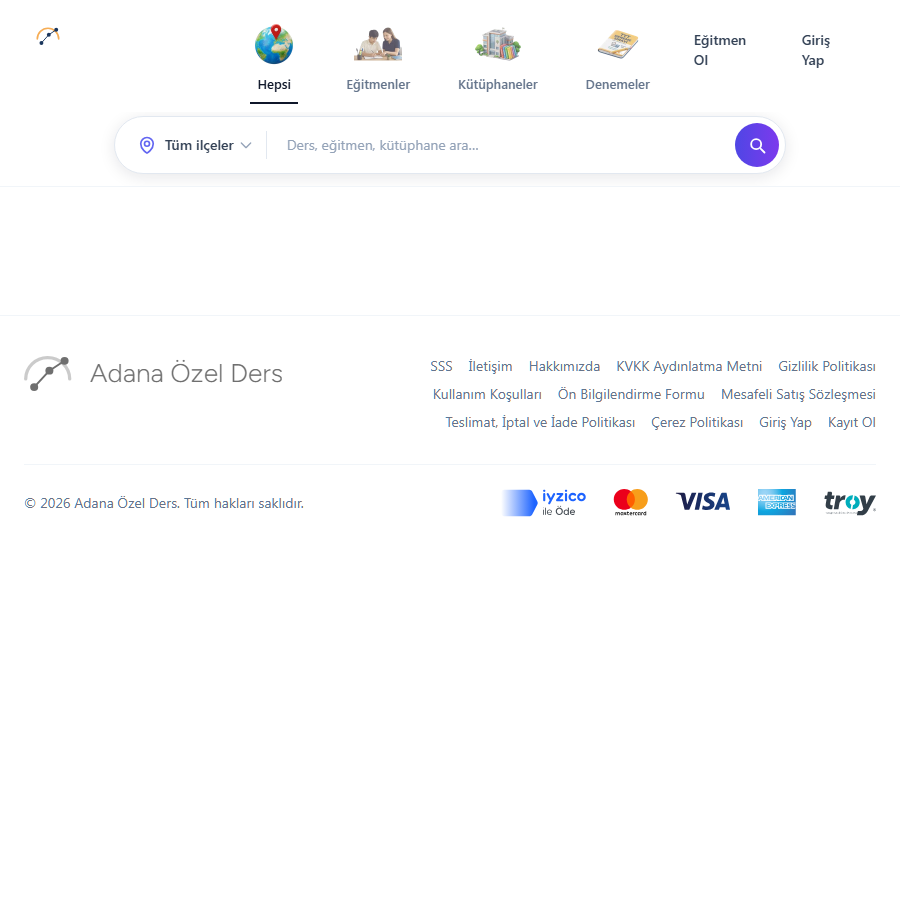 Hepsi
Eğitmenler
Kütüphaneler
Denemeler
Eğitmen
Ol
Giriş
Yap
Tüm ilçeler
Ders, eğitmen, kütüphane ara...
Adana Özel Ders
SSS İletişim Hakkımızda KVKK Aydınlatma Metni Gizlilik Politikası
Kullanım Koşulları Ön Bilgilendirme Formu Mesafeli Satış Sözleşmesi
Teslimat, İptal ve İade Politikası Çerez Politikası Giriş Yap Kayıt Ol
© 2026 Adana Özel Ders. Tüm hakları saklıdır.
iyzico
ile Öde
mastercard
VISA
AMERICAN
EXPRESS
troy